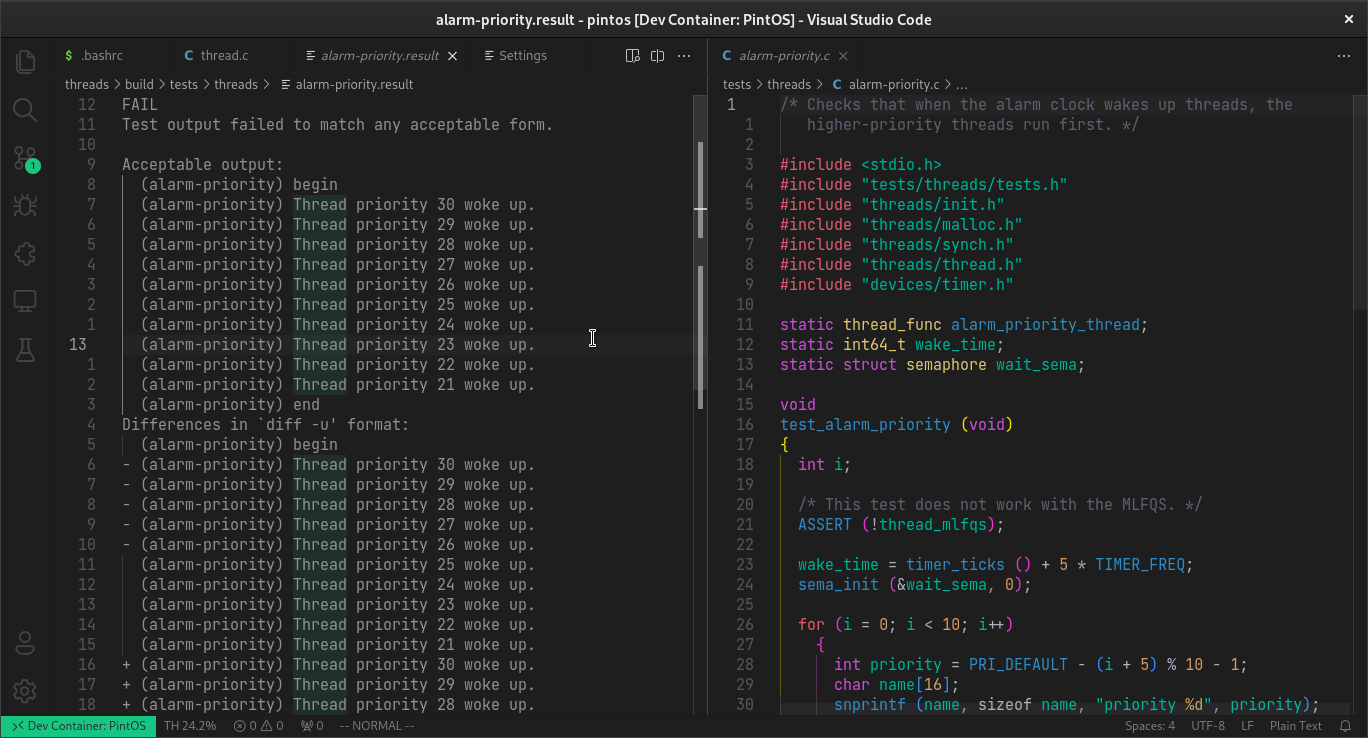 alarm-priority.result - pintos [Dev Container: PintOS] - Visual Studio Code
$ .bashrc
C thread.c
alarm-priority.result
Settings
threads > build > tests > threads > alarm-priority.result
12 FAIL
11 Test output failed to match any acceptable form.
10
9 Acceptable output:
8 (alarm-priority) begin
7 (alarm-priority) Thread priority 30 woke up.
6 (alarm-priority) Thread priority 29 woke up.
5 (alarm-priority) Thread priority 28 woke up.
4 (alarm-priority) Thread priority 27 woke up.
3 (alarm-priority) Thread priority 26 woke up.
2 (alarm-priority) Thread priority 25 woke up.
1 (alarm-priority) Thread priority 24 woke up.
13 (alarm-priority) Thread priority 23 woke up.
1 (alarm-priority) Thread priority 22 woke up.
2 (alarm-priority) Thread priority 21 woke up.
3 (alarm-priority) end
4 Differences in `diff -u' format:
5 (alarm-priority) begin
6 - (alarm-priority) Thread priority 30 woke up.
7 - (alarm-priority) Thread priority 29 woke up.
8 - (alarm-priority) Thread priority 28 woke up.
9 - (alarm-priority) Thread priority 27 woke up.
10 - (alarm-priority) Thread priority 26 woke up.
11 (alarm-priority) Thread priority 25 woke up.
12 (alarm-priority) Thread priority 24 woke up.
13 (alarm-priority) Thread priority 23 woke up.
14 (alarm-priority) Thread priority 22 woke up.
15 (alarm-priority) Thread priority 21 woke up.
16 + (alarm-priority) Thread priority 30 woke up.
17 + (alarm-priority) Thread priority 29 woke up.
18 + (alarm-priority) Thread priority 28 woke up.
C alarm-priority.c
tests > threads > C alarm-priority.c > ...
1 /* Checks that when the alarm clock wakes up threads, the
1 higher-priority threads run first. */
2
3 #include <stdio.h>
4 #include "tests/threads/tests.h"
5 #include "threads/init.h"
6 #include "threads/malloc.h"
7 #include "threads/synch.h"
8 #include "threads/thread.h"
9 #include "devices/timer.h"
10
11 static thread_func alarm_priority_thread;
12 static int64_t wake_time;
13 static struct semaphore wait_sema;
14
15 void
16 test_alarm_priority (void)
17 {
18 int i;
19
20 /* This test does not work with the MLFQS. */
21 ASSERT (!thread_mlfqs);
22
23 wake_time = timer_ticks () + 5 * TIMER_FREQ;
24 sema_init (&wait_sema, 0);
25
26 for (i = 0; i < 10; i++)
27 {
28 int priority = PRI_DEFAULT - (i + 5) % 10 - 1;
29 char name[16];
30 snprintf (name, sizeof name, "priority %d", priority);
1
Dev Container: PintOS
TH 24.2%
0 0
0
-- NORMAL --
Spaces: 4
UTF-8
LF
Plain Text